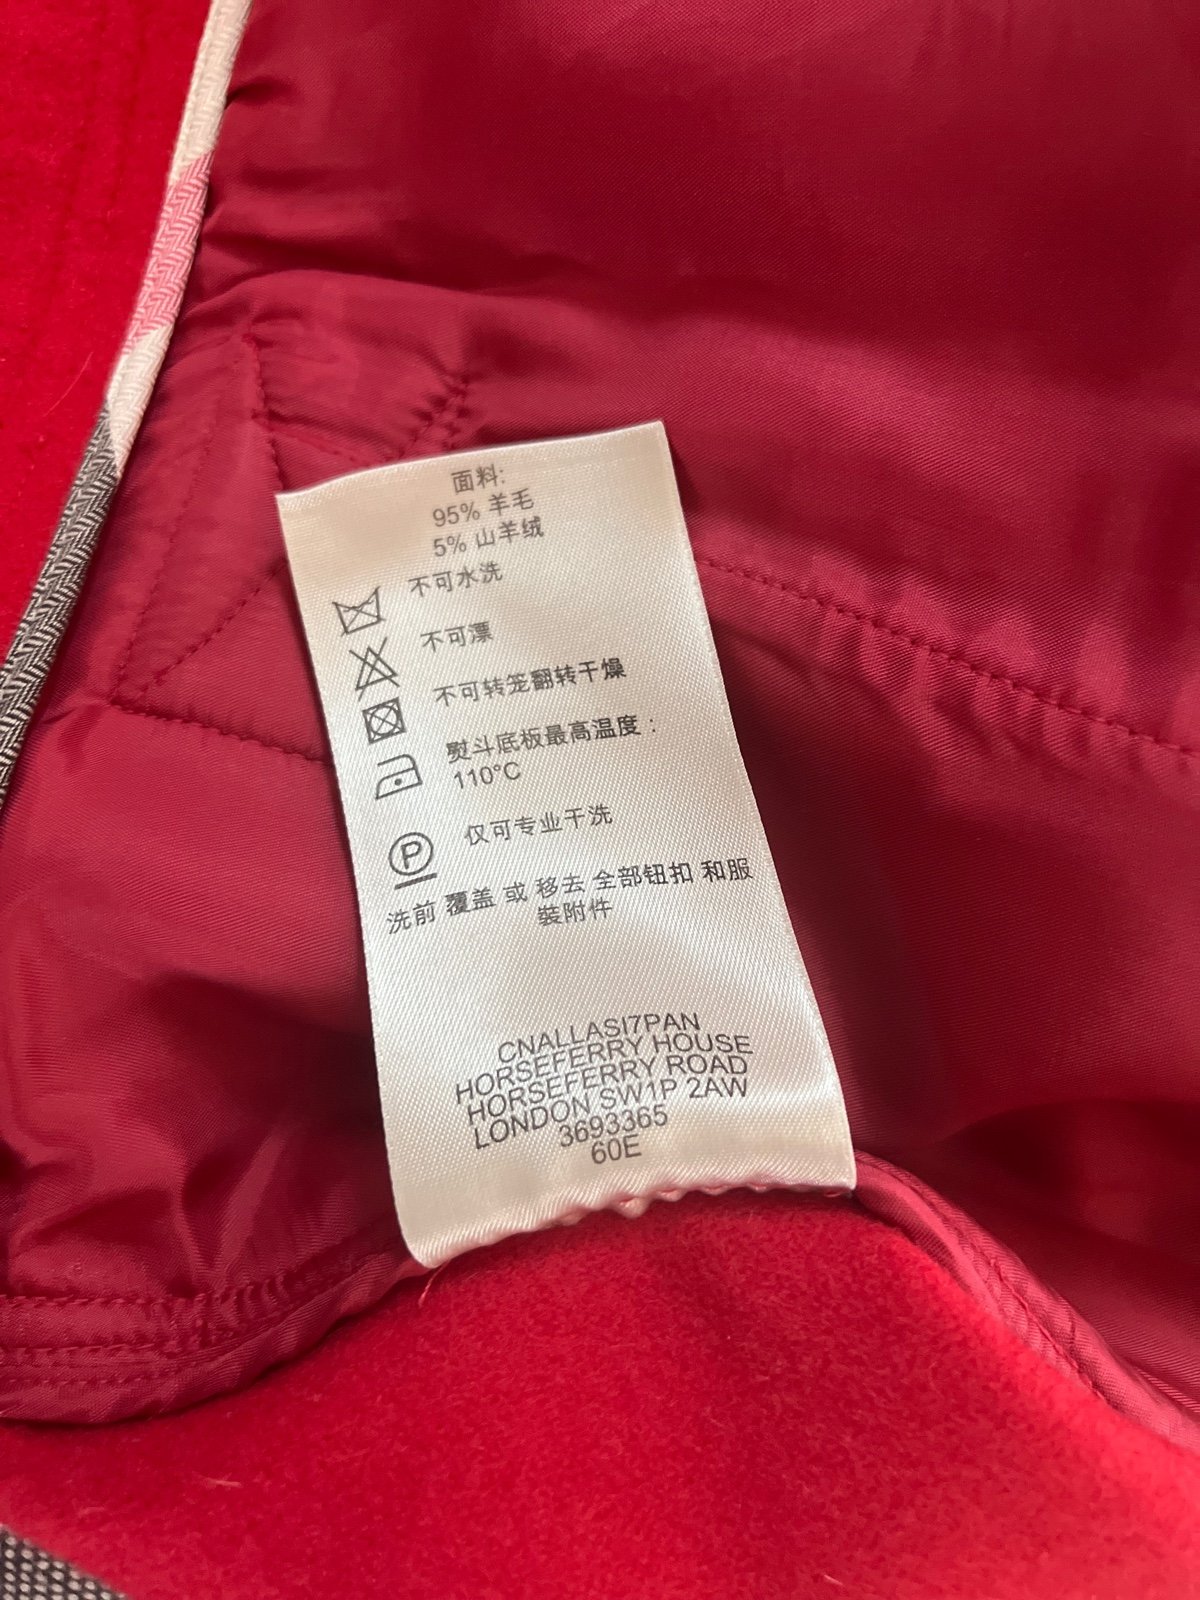 面料:
95% 羊毛
5% 山羊绒
不可水洗
不可漂
不可转笼翻转干燥
熨斗底板最高温度：
110°C
P
仅可专业干洗
洗前 覆盖 或 移去 全部钮扣 和服
裝附件
CNALLASI7PAN
HORSEFERRY HOUSE
HORSEFERRY ROAD
LONDON SW1P 2AW
3693365
60E